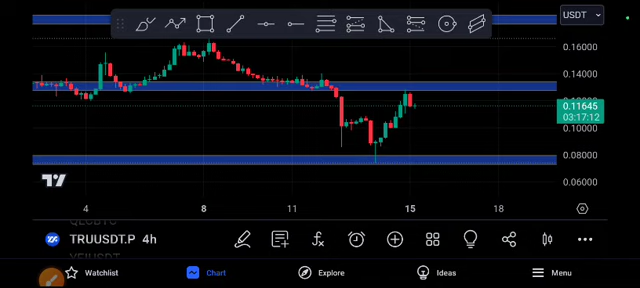 USDT
0.16000
0.14000
0.11645
03:17:12
0.10000
0.08000
0.06000
4 8 11 15 18
TRUUSDT.P 4h
Watchlist Chart Explore Ideas Menu